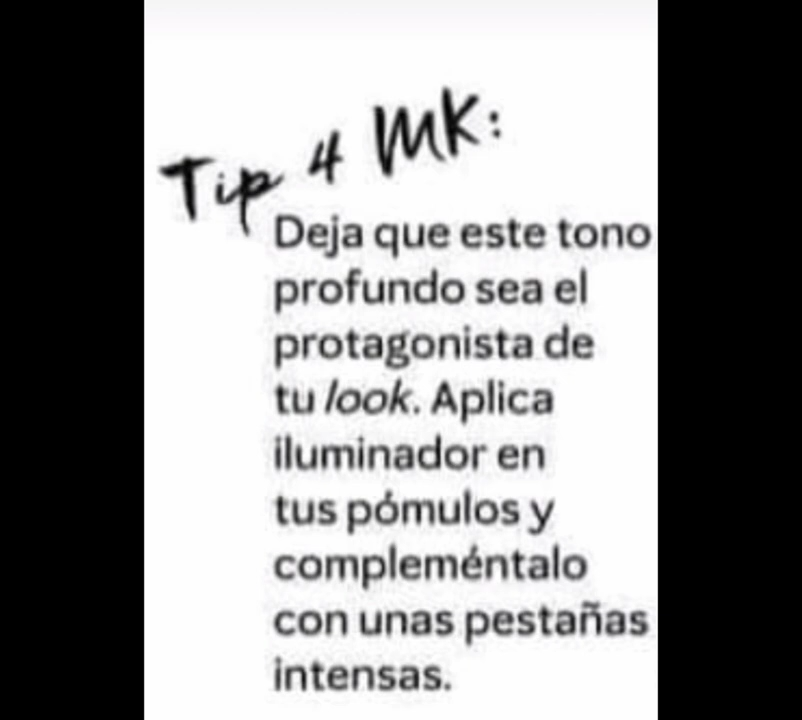 Tip 4 MK:
Deja que este tono
profundo sea el
protagonista de
tu look. Aplica
iluminador en
tus pómulos y
compleméntalo
con unas pestañas
intensas.